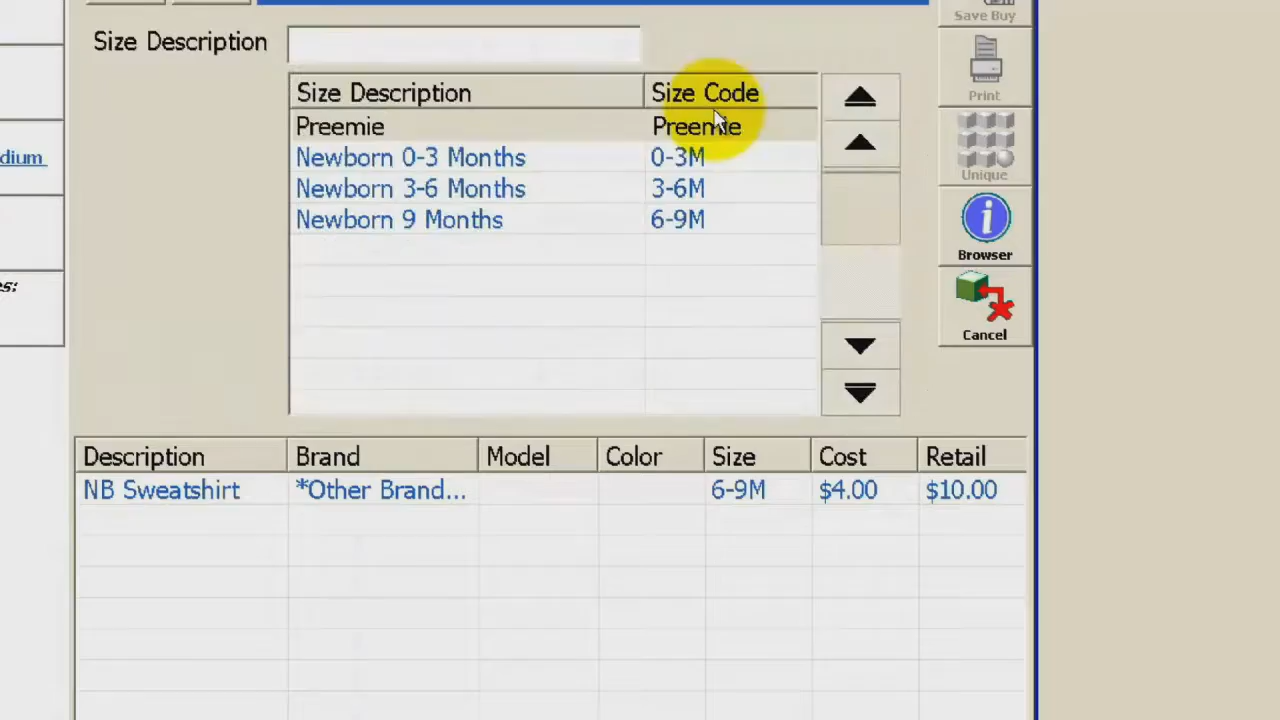 Save Buy
Size Description
Size Description Size Code
Print
Preemie Preemie
dium
Newborn 0-3 Months 0-3M
Unique
Newborn 3-6 Months 3-6M
Newborn 9 Months 6-9M
Browser
es:
Cancel
Description Brand Model Color Size Cost Retail
NB Sweatshirt *Other Brand... 6-9M $4.00 $10.00